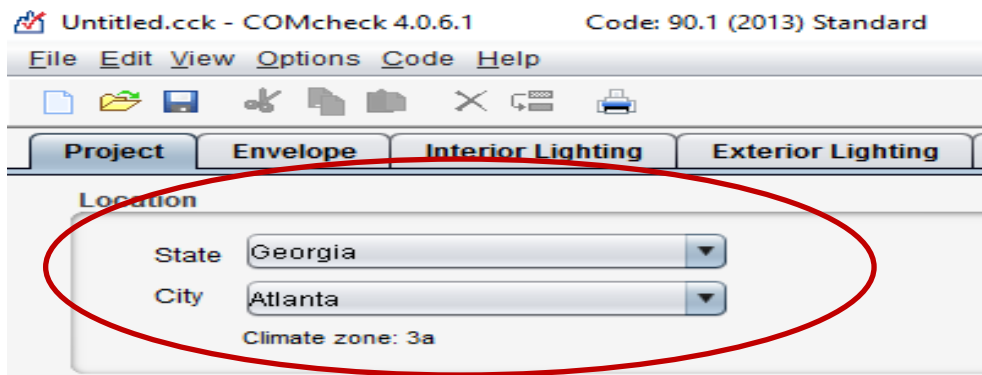 Untitled.cck - COMcheck 4.0.6.1 Code: 90.1 (2013) Standard
File Edit View Options Code Help
Project Envelope Interior Lighting Exterior Lighting
Location
State Georgia
City Atlanta
Climate zone: 3a